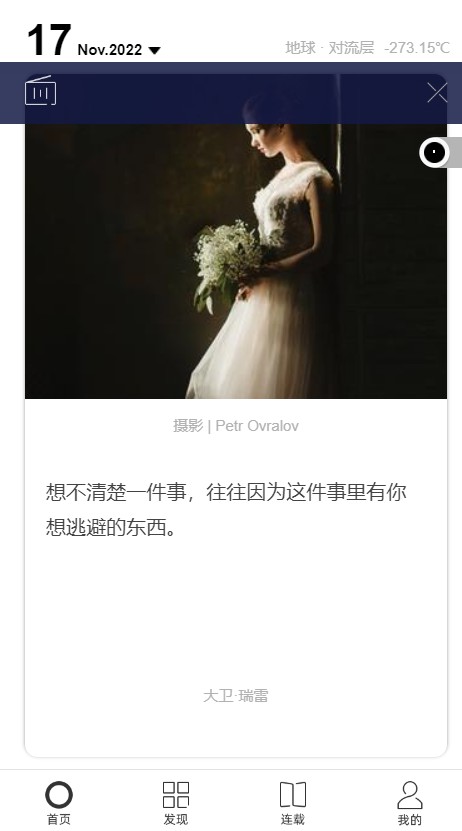 17 Nov.2022 地球 · 对流层 -273.15℃
摄影 | Petr Ovralov
想不清楚一件事，往往因为这件事里有你
想逃避的东西。
大卫·瑞雷
首页 发现 连载 我的